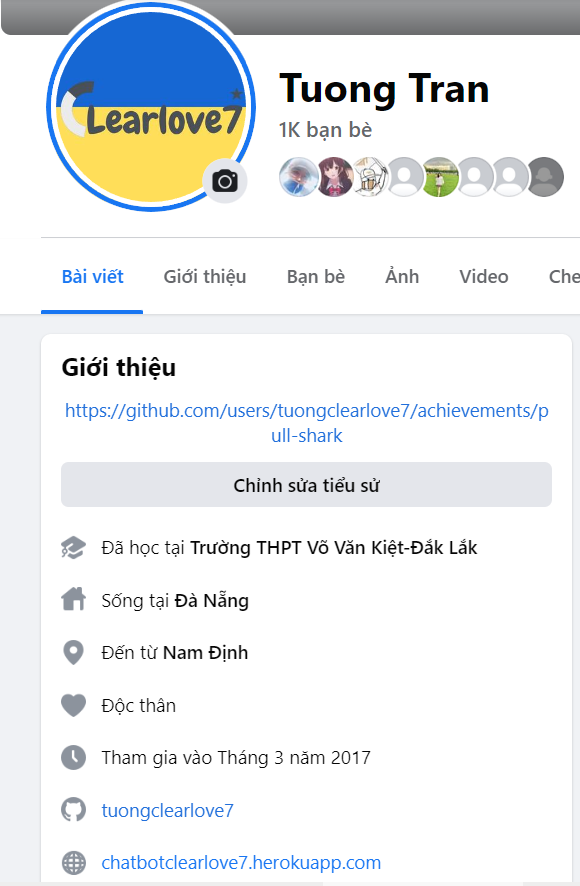 Clearlove7
Tuong Tran
1K bạn bè
Bài viết Giới thiệu Bạn bè Ảnh Video Che
Giới thiệu
https://github.com/users/tuongclearlove7/achievements/p
ull-shark
Chỉnh sửa tiểu sử
Đã học tại Trường THPT Võ Văn Kiệt-Đắk Lắk
Sống tại Đà Nẵng
Đến từ Nam Định
Độc thân
Tham gia vào Tháng 3 năm 2017
tuongclearlove7
chatbotclearlove7.herokuapp.com